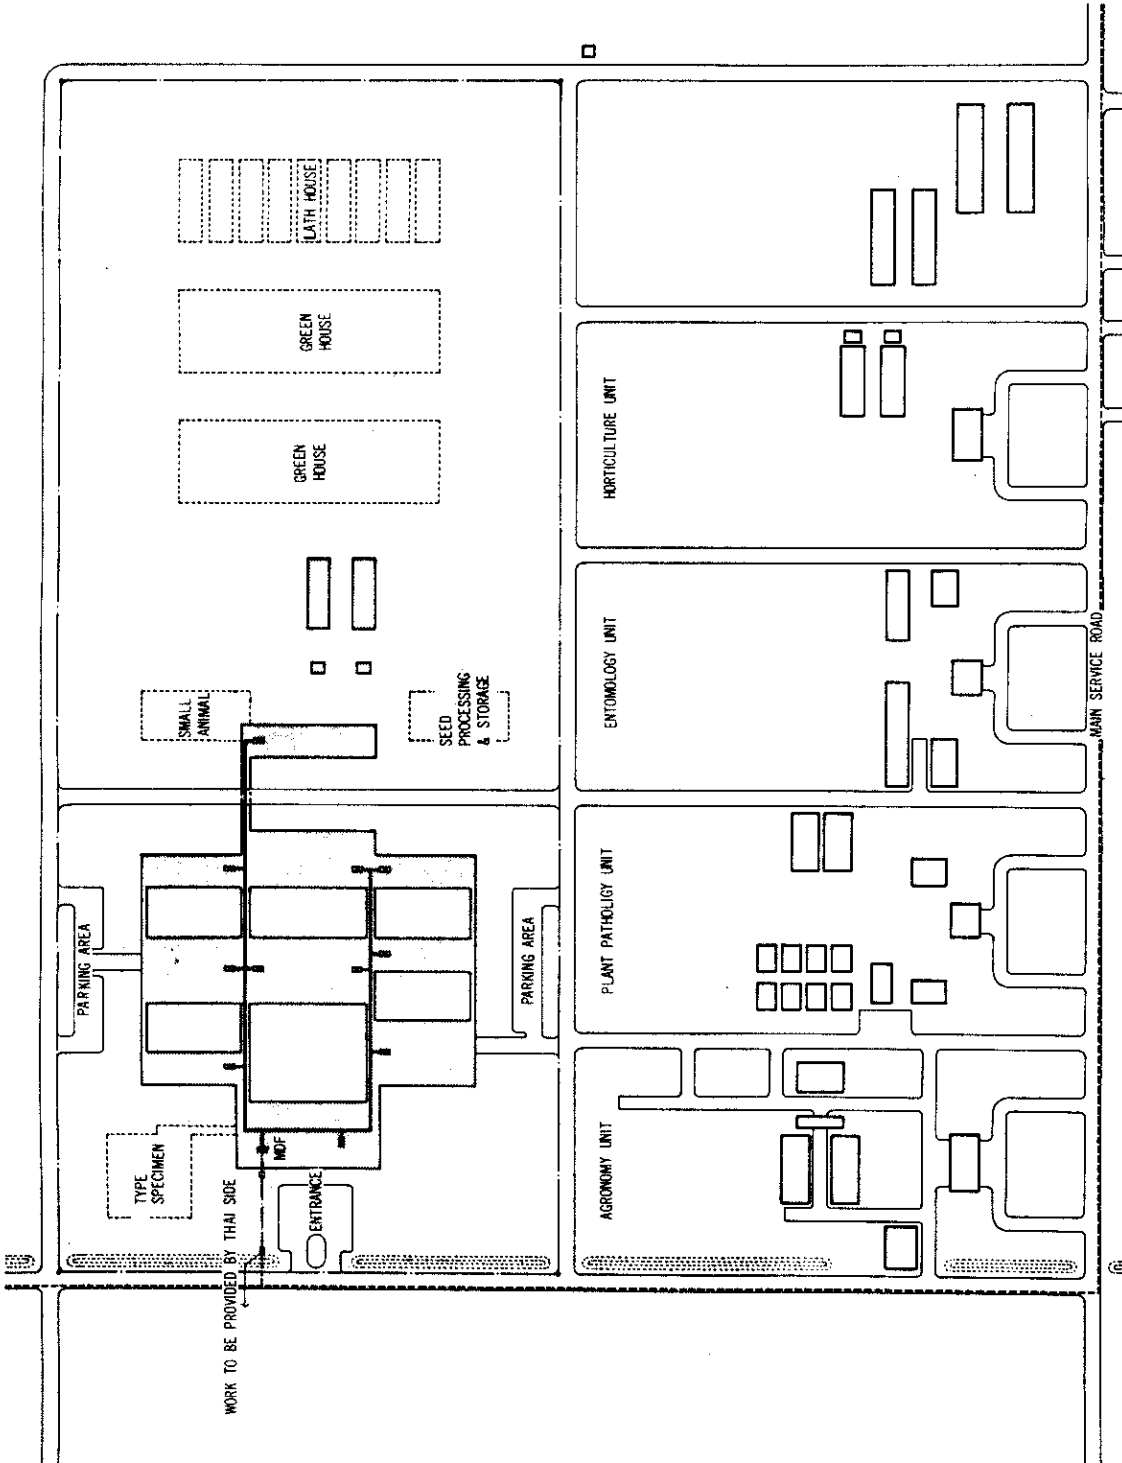 LATH HOUSE
GREEN
HOUSE
GREEN
HOUSE
HORTICULTURE UNIT
SMALL
ANIMAL
SEED
PROCESSING
& STORAGE
ENTOMOLOGY UNIT
MAIN SERVICE ROAD
PARKING AREA
PARKING AREA
PLANT PATHOLIGY UNIT
TYPE
SPECIMEN
MDF
ENTRANCE
AGRONOMY UNIT
WORK TO BE PROVIDED BY THAI SIDE